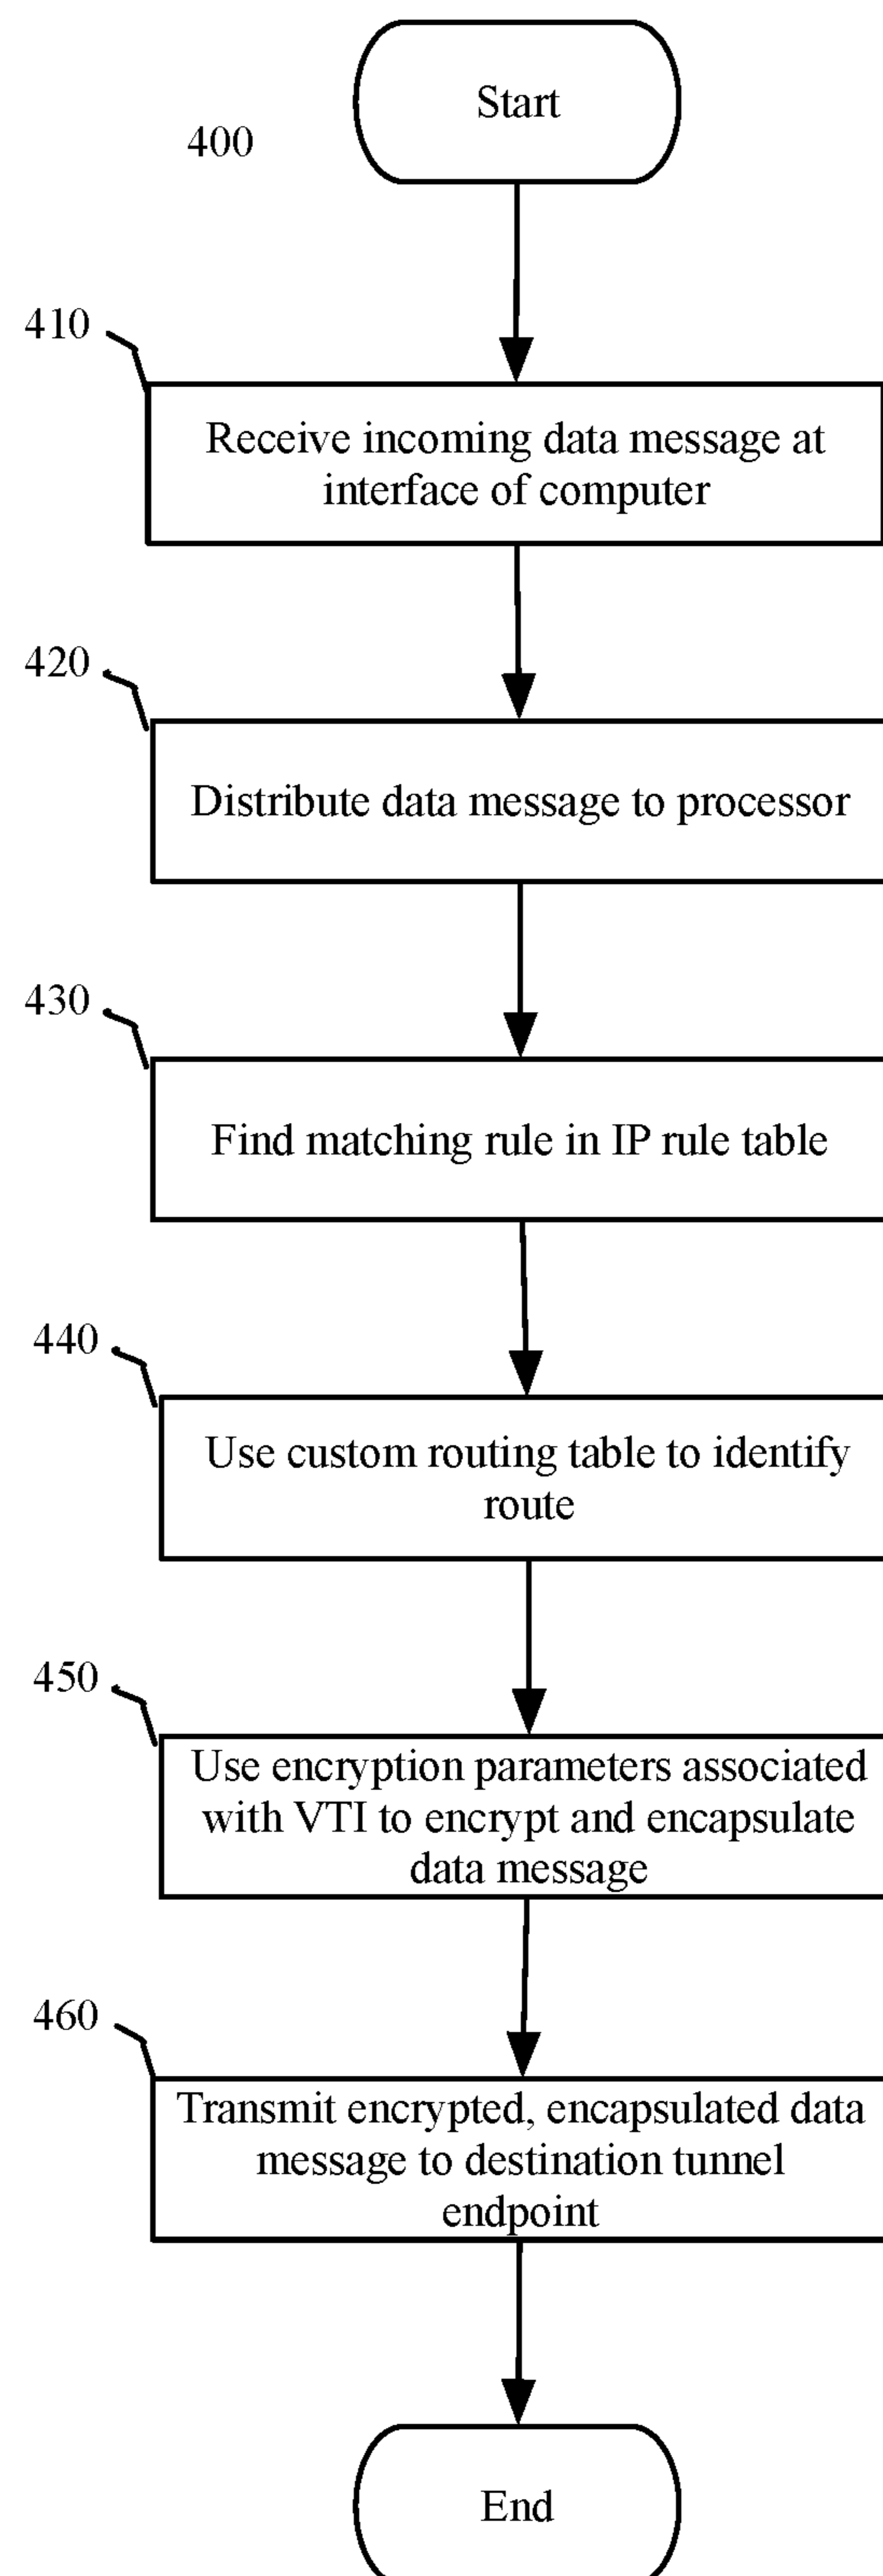 Start
400
410
Receive incoming data message at
interface of computer
420
Distribute data message to processor
430
Find matching rule in IP rule table
440
Use custom routing table to identify
route
450
Use encryption parameters associated
with VTI to encrypt and encapsulate
data message
460
Transmit encrypted, encapsulated data
message to destination tunnel
endpoint
End